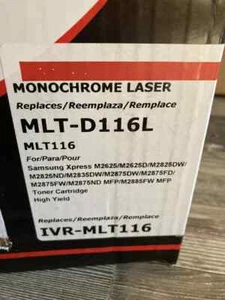 MONOCHROME LASER
Replaces/Reemplaza/Remplace
MLT-D116L
MLT116
For/Para/Pour
Samsung Xpress M2625/M2625D/M2825DW/
M2825ND/M2835DW/M2875DW/M2875FD/
M2875FW/M2875ND MFP/M2885FW MFP
Toner Cartridge
High Yield
Replaces/Reemplaza/Remplace
IVR-MLT116